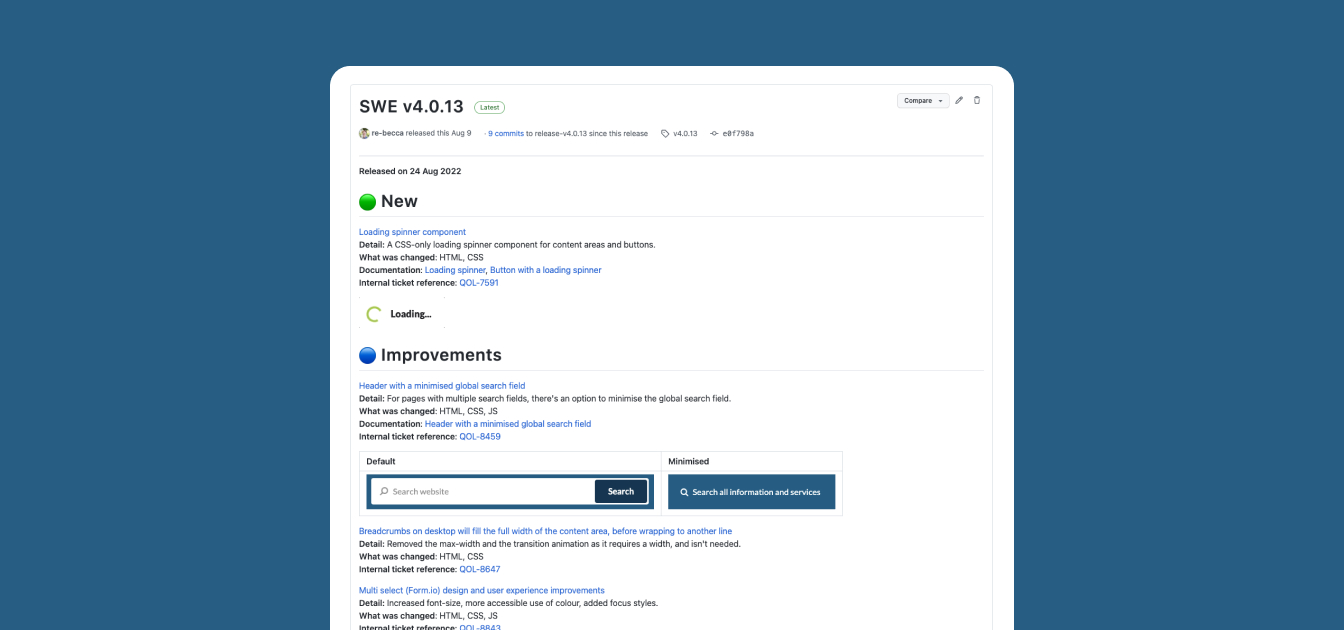 SWE v4.0.13 Latest
Compare
re-becca released this Aug 9 · 9 commits to release-v4.0.13 since this release v4.0.13 e0f798a
Released on 24 Aug 2022
New
Loading spinner component
Detail: A CSS-only loading spinner component for content areas and buttons.
What was changed: HTML, CSS
Documentation: Loading spinner, Button with a loading spinner
Internal ticket reference: QOL-7591
Loading...
Improvements
Header with a minimised global search field
Detail: For pages with multiple search fields, there's an option to minimise the global search field.
What was changed: HTML, CSS, JS
Documentation: Header with a minimised global search field
Internal ticket reference: QOL-8459
Default Minimised
Search website Search Search all information and services
Breadcrumbs on desktop will fill the full width of the content area, before wrapping to another line
Detail: Removed the max-width and the transition animation as it requires a width, and isn't needed.
What was changed: HTML, CSS
Internal ticket reference: QOL-8647
Multi select (Form.io) design and user experience improvements
Detail: Increased font-size, more accessible use of colour, added focus styles.
What was changed: HTML, CSS, JS
Internal ticket reference: QOL-8843